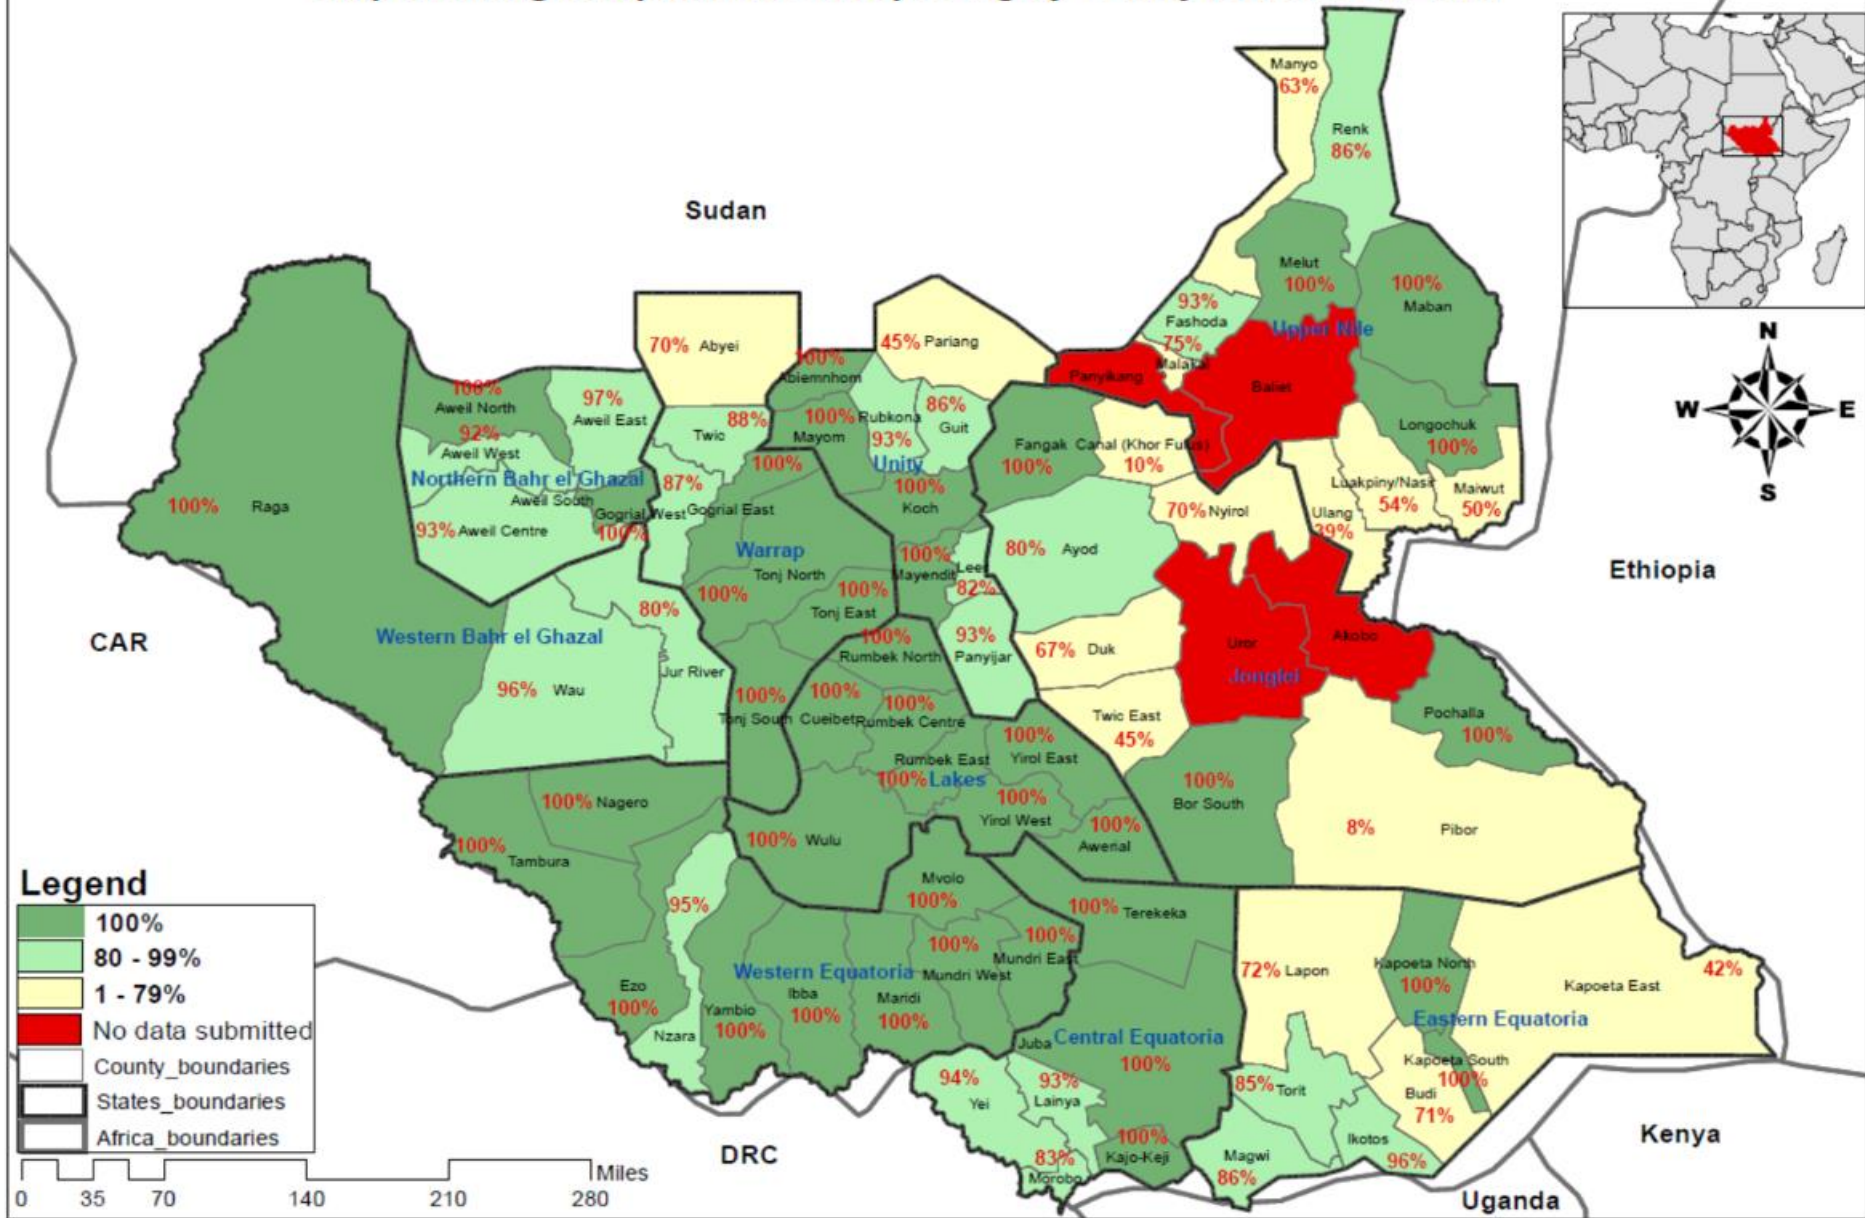 Manyo
63%
Renk
86%
Sudan
Melut
100%
100%
Maban
93%
Fashoda
Upper Nile
75%
Malakal
70% Abyei
45% Pariang
100%
Abiemnhom
Panyikang
Baliet
N
W E
S
100%
Aweil North
97%
Aweil East
92%
Aweil West
Twic 88%
100%
Mayom
Rubkona
93%
86%
Guit
Unity
Fangak
100%
Canal (Khor Fulus)
10%
Longochuk
100%
Northern Bahr el Ghazal
Aweil South
100%
93% Aweil Centre
87%
Gogrial West
100%
Gogrial East
100%
Koch
70% Nyirol
Ulang
39%
Luakpiny/Nasir
54%
Maiwut
50%
100% Raga
Warrap
Tonj North
100%
100%
Tonj East
100%
Mayendit
Leer
82%
80% Ayod
Ethiopia
CAR
Western Bahr el Ghazal
80%
Jur River
96% Wau
100%
Rumbek North
93%
Panyijar
67% Duk
Uror
Akobo
Jonglei
100%
Tonj South
100%
Cueibet
100%
Rumbek Centre
Twic East
45%
Pochalla
100%
Rumbek East
100%
Lakes
100%
Yirol East
100%
Yirol West
100%
Awerial
100%
Bor South
8% Pibor
100% Nagero
100%
Tambura
100% Wulu
Mvolo
100%
95%
Nzara
100% Terekeka
100%
Mundri West
100%
Mundri East
Ezo
100%
Western Equatoria
Yambio
100%
Ibba
100%
Maridi
100%
72% Lapon
Kapoeta North
100%
Kapoeta East
42%
Eastern Equatoria
Juba
Central Equatoria
100%
Kapoeta South
100%
Budi
71%
94%
Yei
93%
Lainya
85% Torit
Ikotos
96%
83%
Morobo
100%
Kajo-Keji
Magwi
86%
DRC
Kenya
Uganda
Legend
100%
80 - 99%
1 - 79%
No data submitted
County_boundaries
States_boundaries
Africa_boundaries
Miles
0 35 70 140 210 280